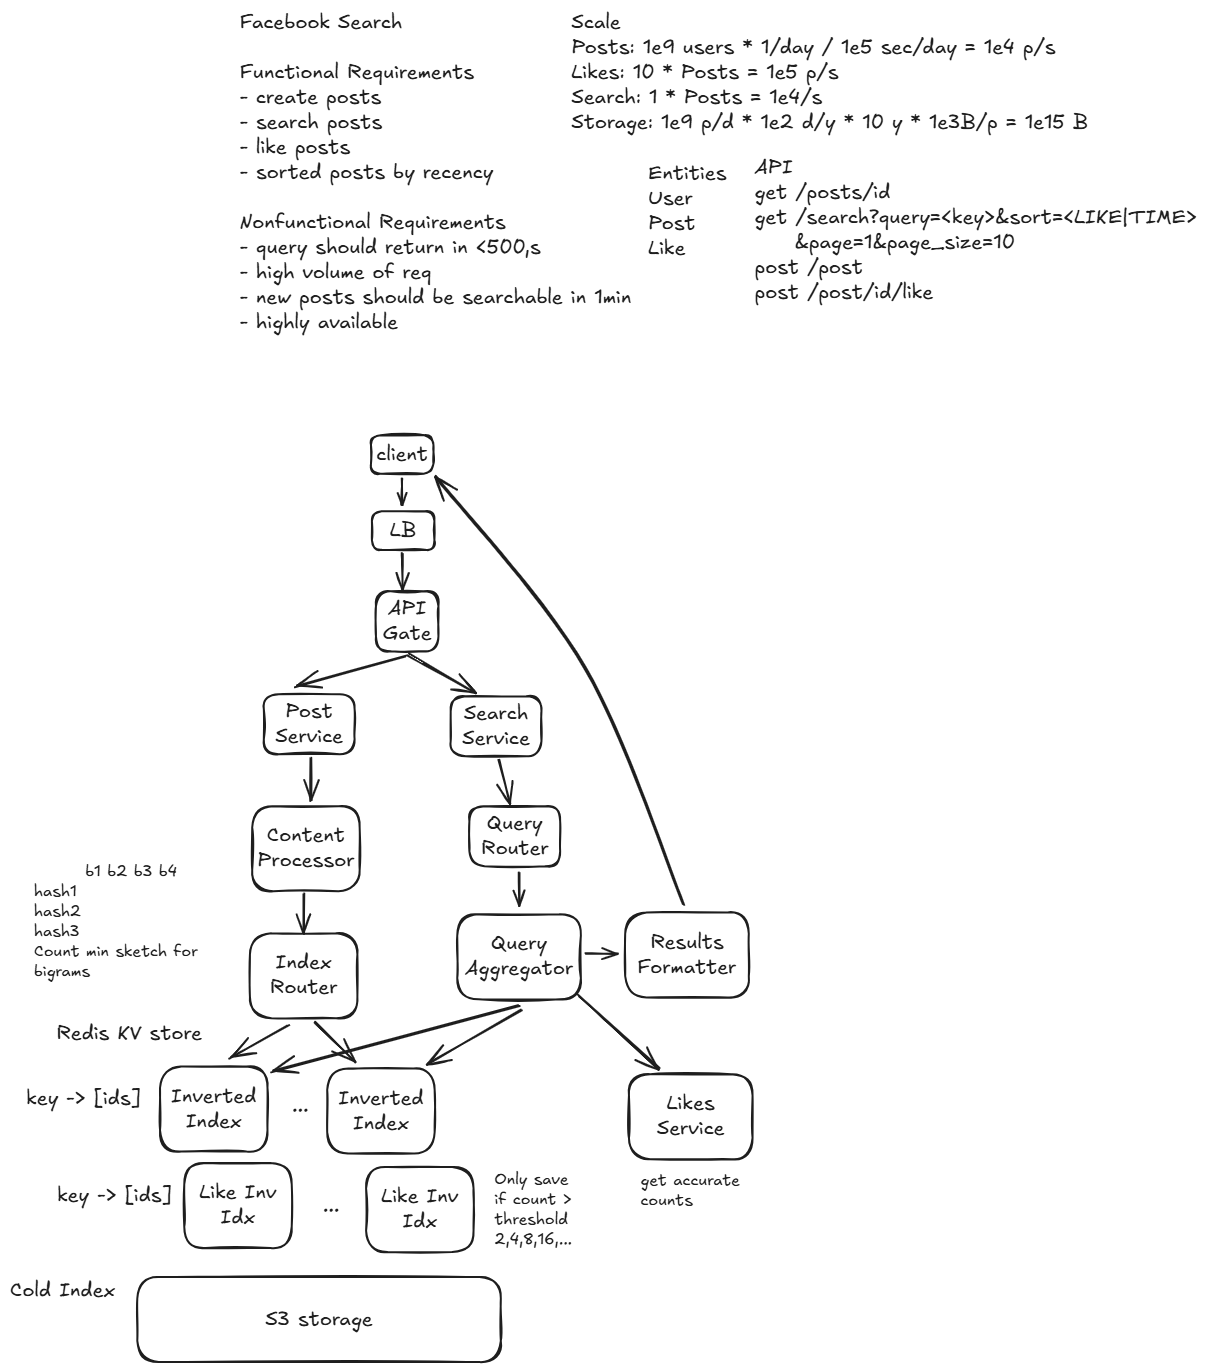 Facebook Search
Functional Requirements
- create posts
- search posts
- like posts
- sorted posts by recency
Nonfunctional Requirements
- query should return in <500,s
- high volume of req
- new posts should be searchable in 1min
- highly available
Scale
Posts: 1e9 users * 1/day / 1e5 sec/day = 1e4 p/s
Likes: 10 * Posts = 1e5 p/s
Search: 1 * Posts = 1e4/s
Storage: 1e9 p/d * 1e2 d/y * 10 y * 1e3B/p = 1e15 B
Entities
User
Post
Like
API
get /posts/id
get /search?query=<key>&sort=<LIKE|TIME>
&page=1&page_size=10
post /post
post /post/id/like
client
LB
API
Gate
Post
Service
Search
Service
Content
Processor
Query
Router
b1 b2 b3 b4
hash1
hash2
hash3
Count min sketch for
bigrams
Index
Router
Query
Aggregator
Results
Formatter
Redis KV store
key -> [ids]
Inverted
Index
...
Inverted
Index
Likes
Service
get accurate
counts
key -> [ids]
Like Inv
Idx
...
Like Inv
Idx
Only save
if count >
threshold
2,4,8,16,...
Cold Index
S3 storage